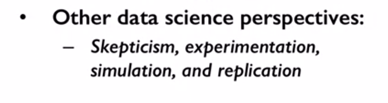 • Other data science perspectives:
– Skepticism, experimentation,
simulation, and replication